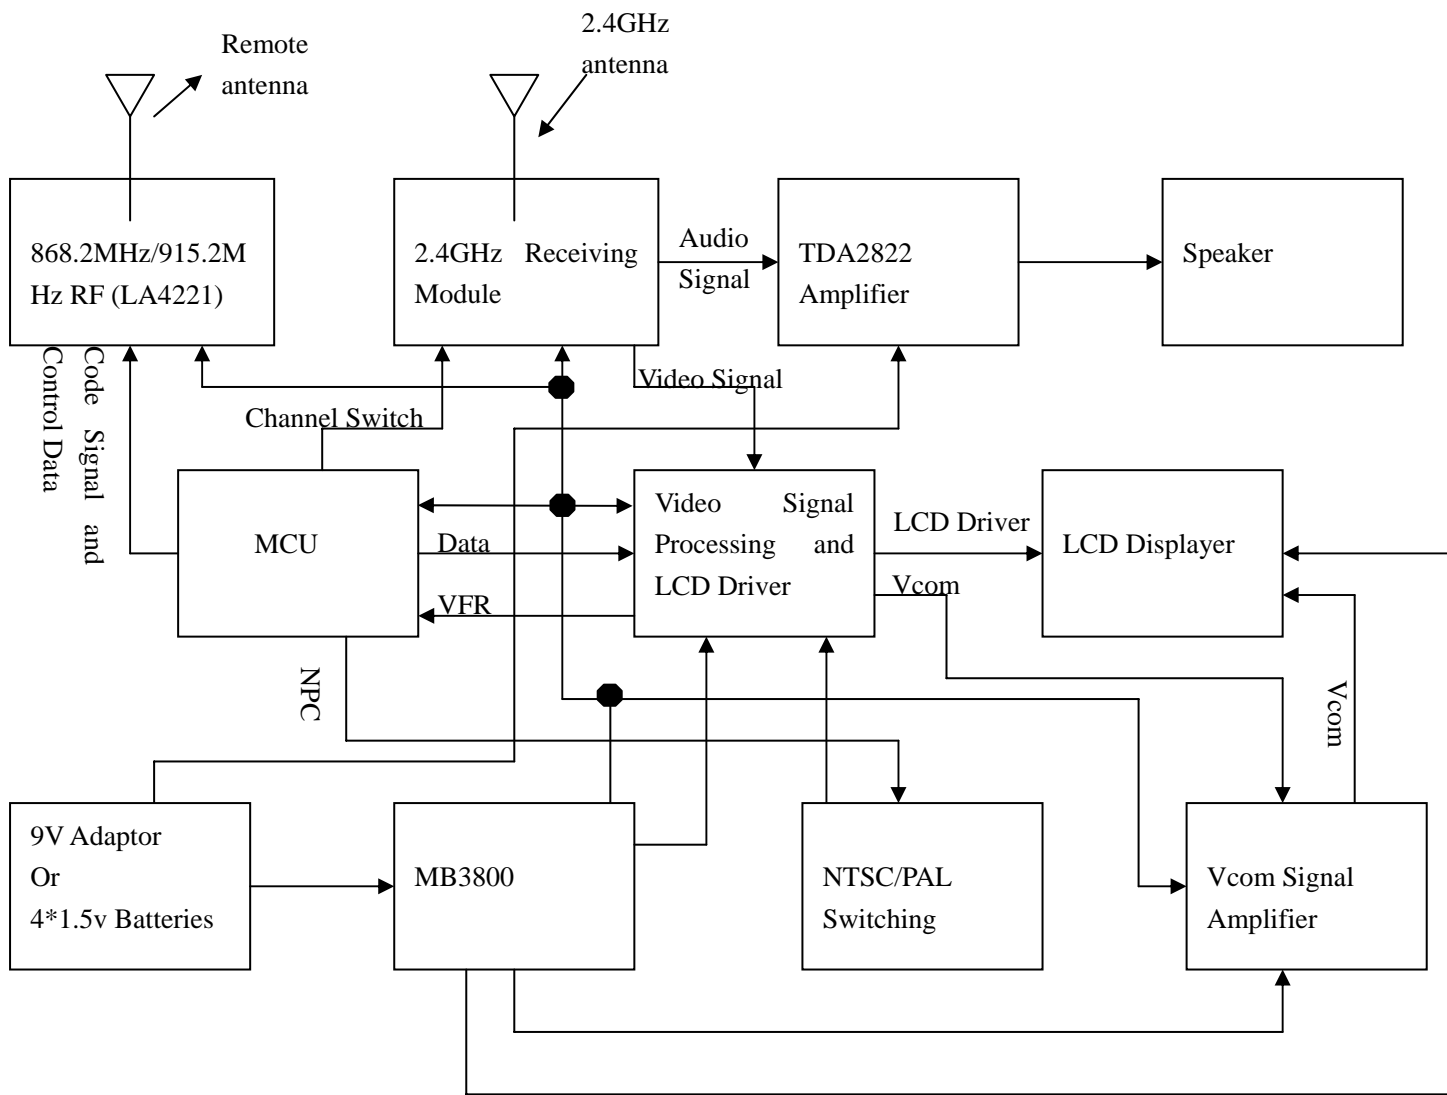 Remote
antenna
2.4GHz
antenna
868.2MHz/915.2M
Hz RF (LA4221)
2.4GHz Receiving
Module
Audio
Signal
TDA2822
Amplifier
Speaker
Code Signal and
Control Data
Channel Switch
Video Signal
MCU
Data
VFR
Video Signal
Processing and
LCD Driver
LCD Driver
Vcom
LCD Displayer
NPC
Vcom
9V Adaptor
Or
4*1.5v Batteries
MB3800
NTSC/PAL
Switching
Vcom Signal
Amplifier